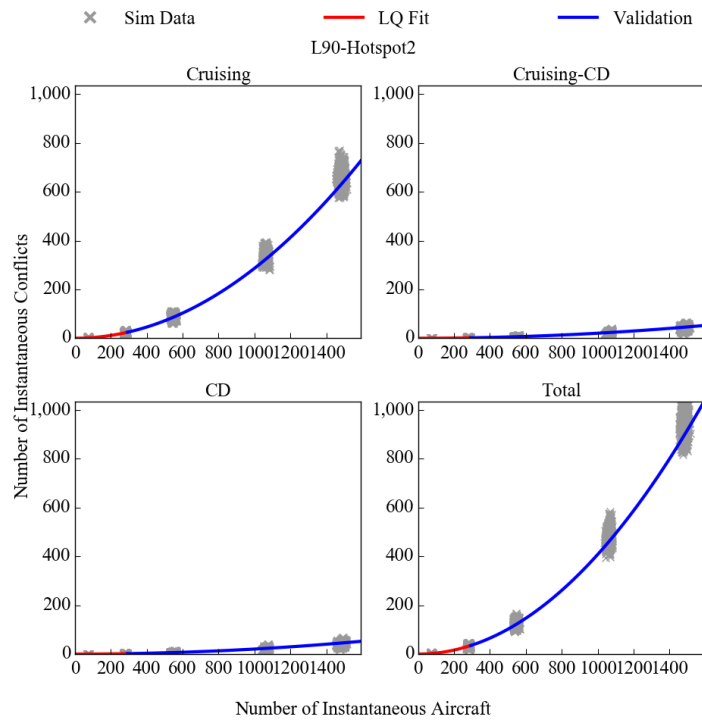 Sim Data LQ Fit Validation
L90-Hotspot2
Cruising Cruising-CD
1,000 1,000
800 800
600 600
400 400
200 200
0 0
0 200 400 600 800 1000 1200 1400 0 200 400 600 800 1000 1200 1400
CD Total
1,000 1,000
800 800
600 600
400 400
200 200
0 0
0 200 400 600 800 1000 1200 1400 0 200 400 600 800 1000 1200 1400
Number of Instantaneous Conflicts
Number of Instantaneous Aircraft